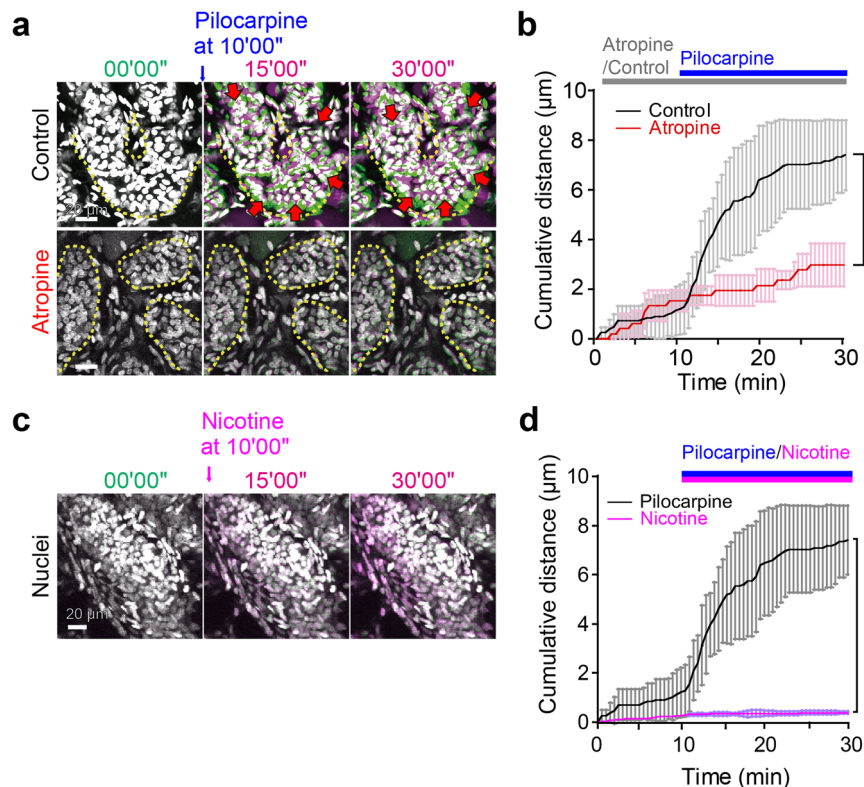 a
Pilocarpine
at 10'00"
00'00" 15'00" 30'00"
Control
20 μm
Atropine
b
Atropine
/Control
Pilocarpine
Control
Atropine
Cumulative distance (μm)
10
8
6
4
2
0
0 10 20 30
Time (min)
c
Nicotine
at 10'00"
00'00" 15'00" 30'00"
Nuclei
20 μm
d
Pilocarpine/Nicotine
Pilocarpine
Nicotine
Cumulative distance (μm)
10
8
6
4
2
0
0 10 20 30
Time (min)